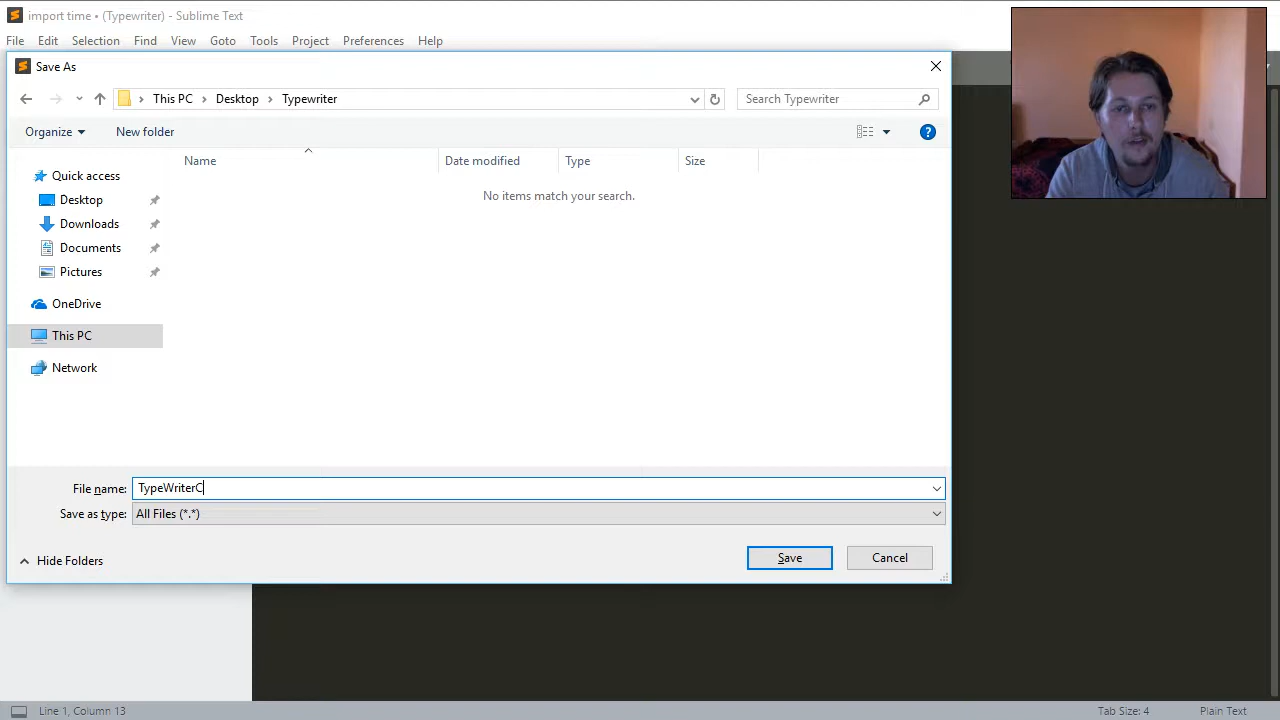 import time • (Typewriter) - Sublime Text
File Edit Selection Find View Goto Tools Project Preferences Help
Save As
This PC Desktop Typewriter
Search Typewriter
Organize New folder
Name Date modified Type Size
No items match your search.
Quick access
Desktop
Downloads
Documents
Pictures
OneDrive
This PC
Network
File name: TypeWriterC
Save as type: All Files (*.*)
Hide Folders Save Cancel
Line 1, Column 13 Tab Size: 4 Plain Text